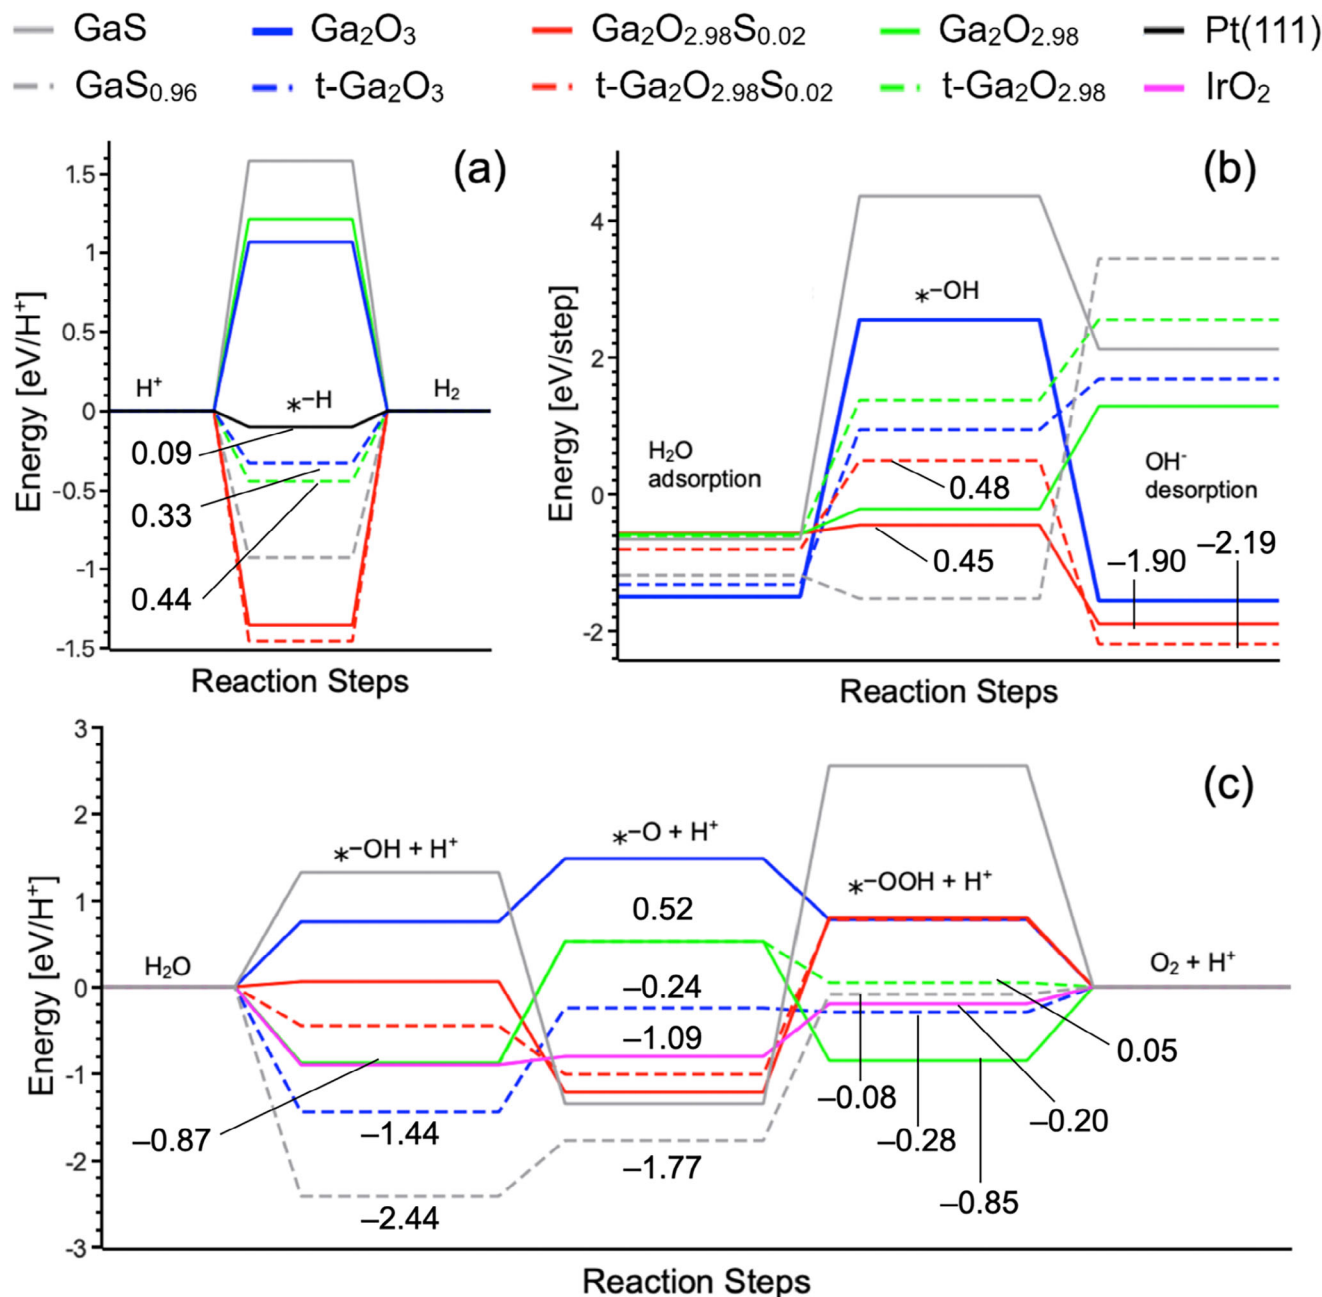 GaS Ga₂O₃ Ga₂O₂.₉₈S₀.₀₂ Ga₂O₂.₉₈ Pt(111)
GaS₀.₉₆ t-Ga₂O₃ t-Ga₂O₂.₉₈S₀.₀₂ t-Ga₂O₂.₉₈ IrO₂
(a)
Energy [eV/H⁺]
1.5
1
0.5
0
-0.5
-1
-1.5
H⁺
*–H
H₂
0.09
0.33
0.44
Reaction Steps
(b)
Energy [eV/step]
4
2
0
-2
H₂O
adsorption
*–OH
OH⁻
desorption
0.48
0.45
–1.90
–2.19
Reaction Steps
(c)
Energy [eV/H⁺]
3
2
1
0
-1
-2
-3
H₂O
*–OH + H⁺
*–O + H⁺
*–OOH + H⁺
O₂ + H⁺
0.52
–0.24
–1.09
–0.87
–1.44
–1.77
–2.44
0.05
–0.08
–0.20
–0.28
–0.85
Reaction Steps